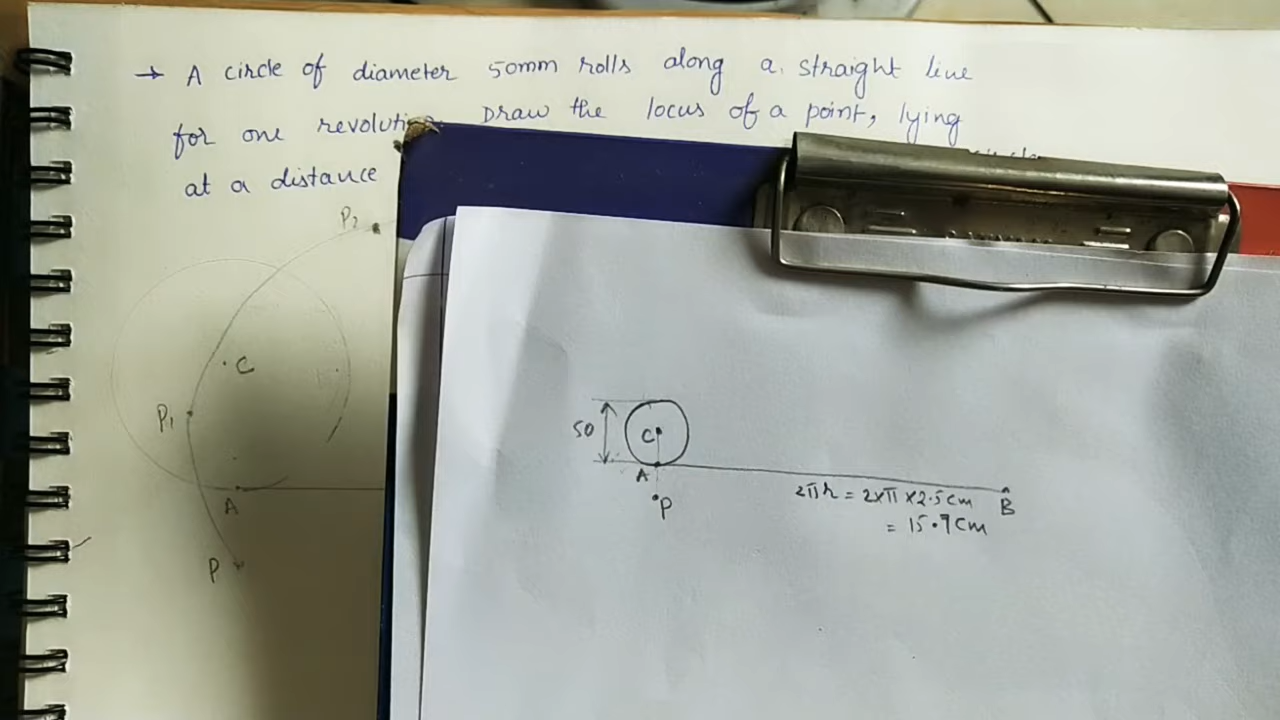 → A circle of diameter 50mm rolls along a straight line
for one revolution Draw the locus of a point, lying
at a distance
P2
C
P1
A
P
50
C
A
P
2πr = 2×π×2.5cm
= 15.7cm
B